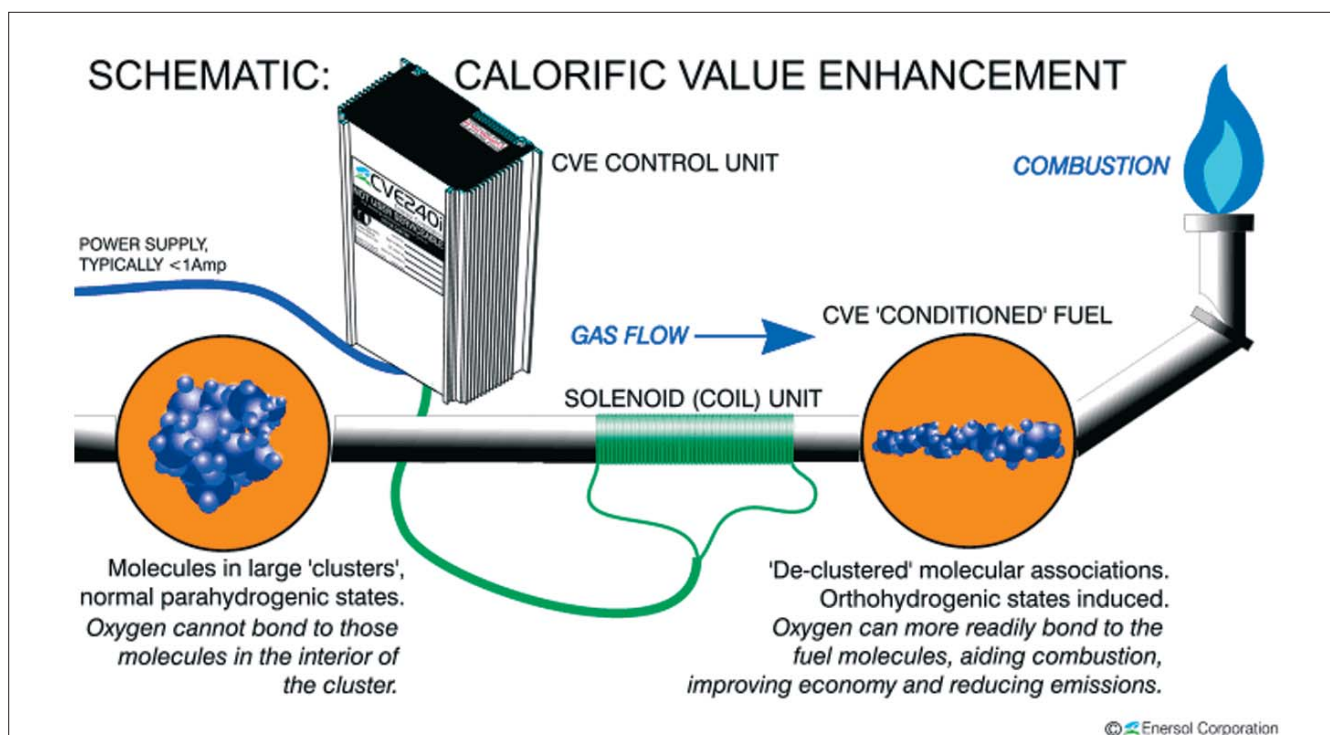 SCHEMATIC: CALORIFIC VALUE ENHANCEMENT
CVE CONTROL UNIT
COMBUSTION
CVE240i
POWER SUPPLY,
TYPICALLY <1Amp
GAS FLOW
CVE 'CONDITIONED' FUEL
SOLENOID (COIL) UNIT
Molecules in large 'clusters',
normal parahydrogenic states.
Oxygen cannot bond to those
molecules in the interior of
the cluster.
'De-clustered' molecular associations.
Orthohydrogenic states induced.
Oxygen can more readily bond to the
fuel molecules, aiding combustion,
improving economy and reducing emissions.
© Enersol Corporation